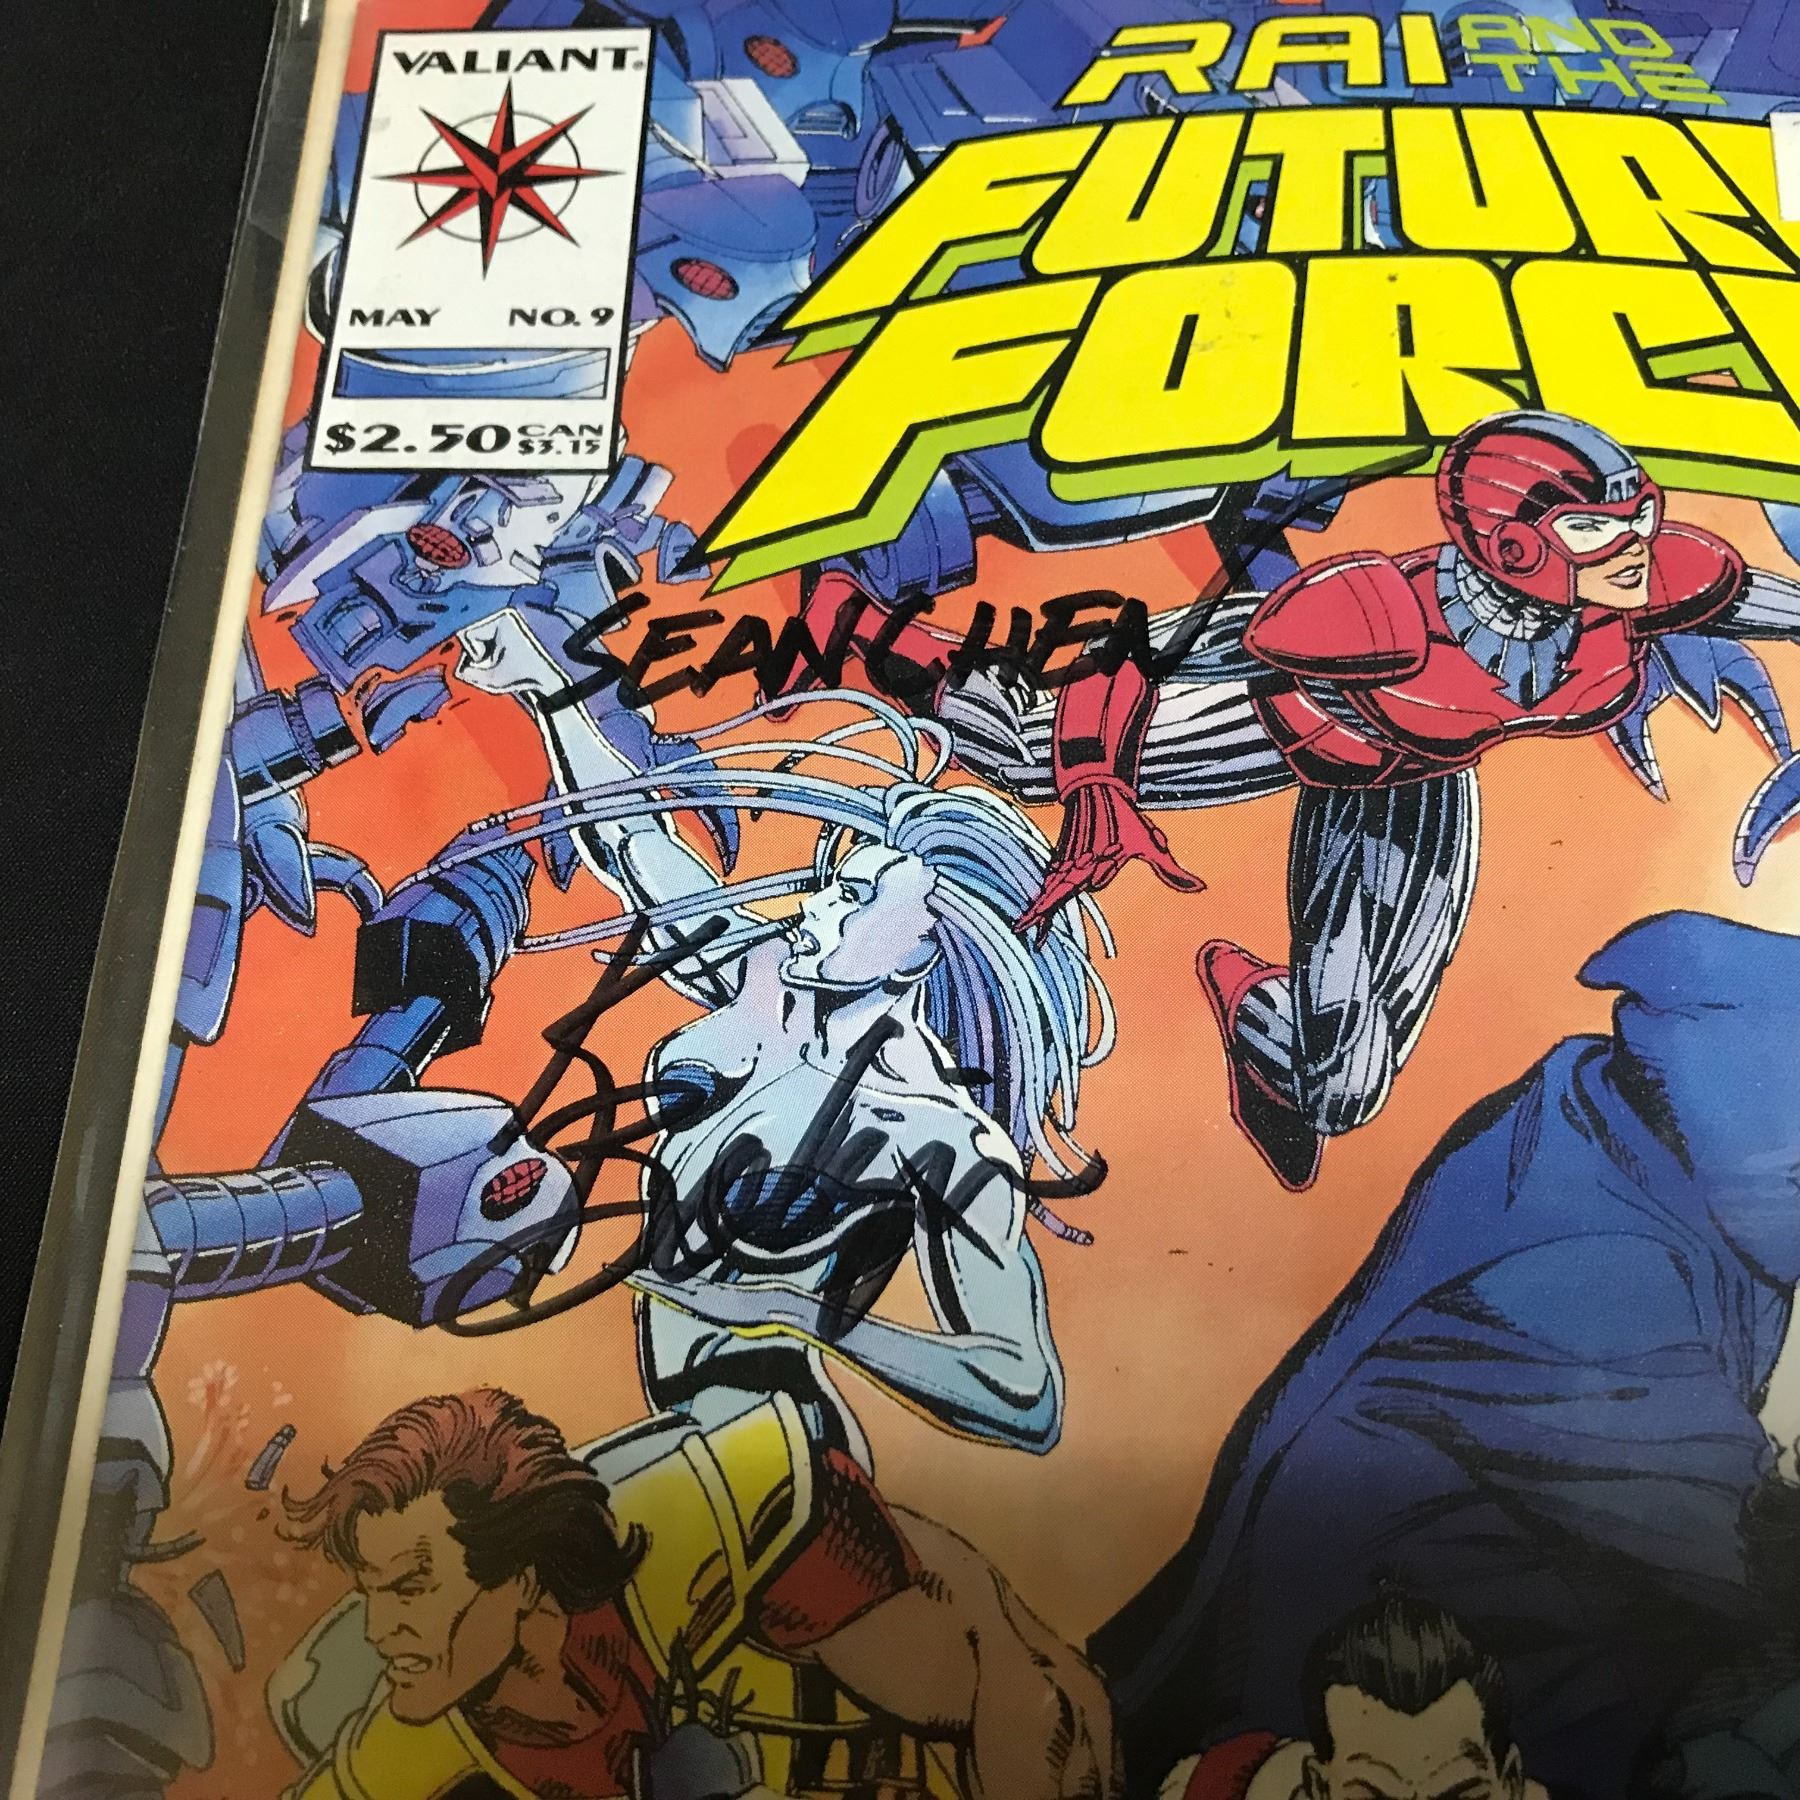 VALIANT®
MAY NO. 9
$2.50 CAN $3.15
RAI AND THE
FUTUR
FORC
SEAN CHEN